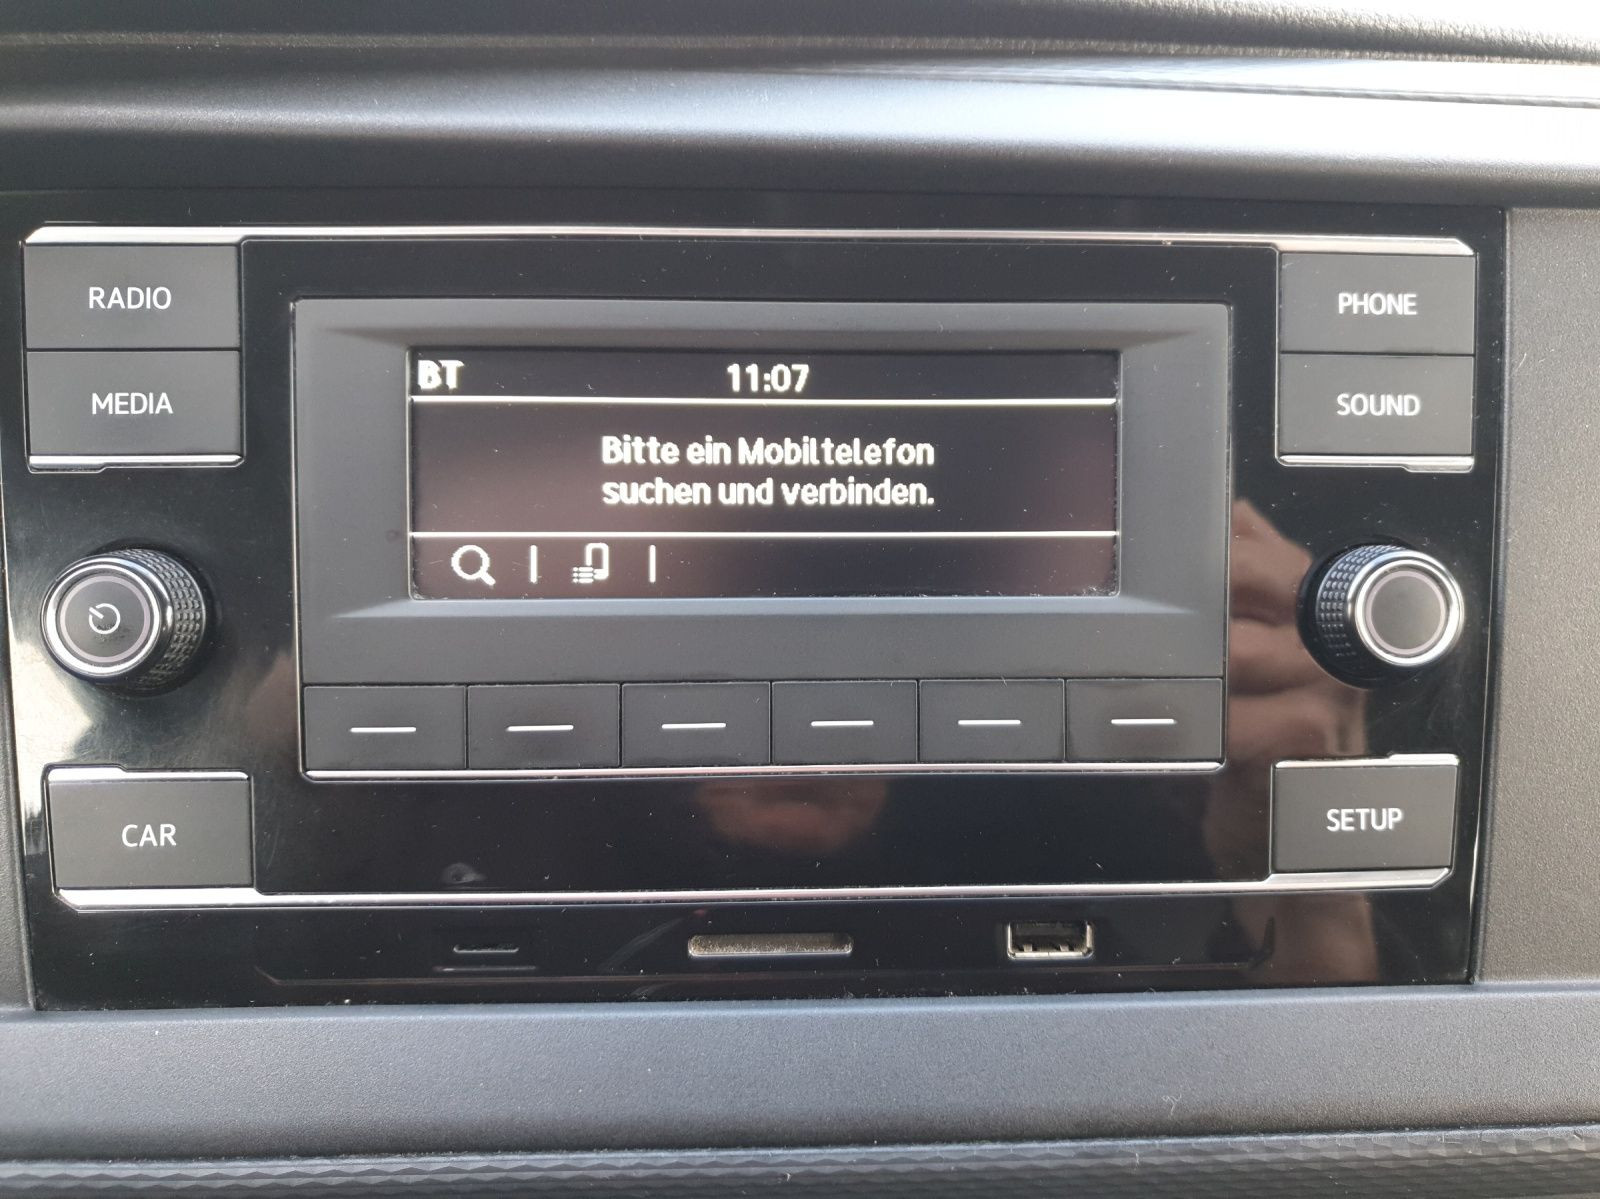 RADIO
MEDIA
BT 11:07
Bitte ein Mobiltelefon
suchen und verbinden.
PHONE
SOUND
CAR
SETUP